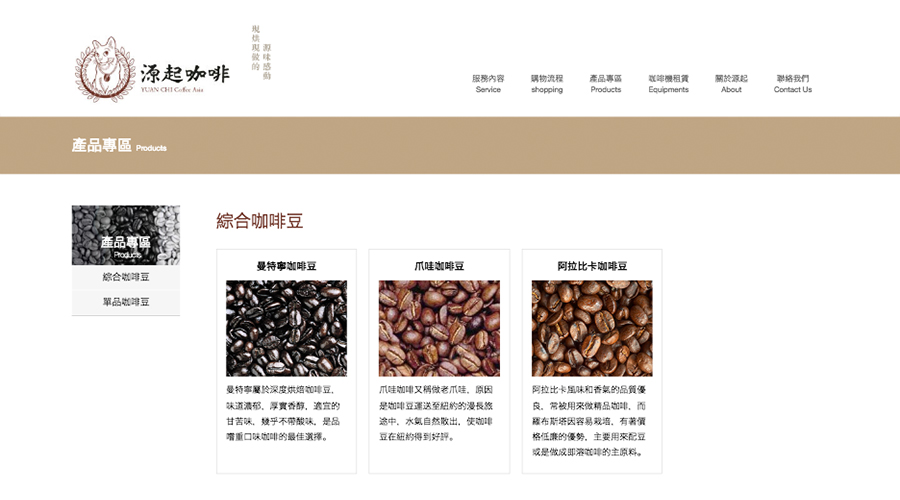 現烘現做的
源味感動
源起咖啡
YUAN CHI Coffee Asia
服務內容
Service
購物流程
shopping
產品專區
Products
咖啡機租賃
Equipments
關於源起
About
聯絡我們
Contact Us
產品專區 Products
產品專區
Products
綜合咖啡豆
單品咖啡豆
綜合咖啡豆
曼特寧咖啡豆
曼特寧屬於深度烘焙咖啡豆,
味道濃郁、厚實香醇, 適宜的
甘苦味, 幾乎不帶酸味, 是品
嚐重口味咖啡的最佳選擇。
爪哇咖啡豆
爪哇咖啡又稱做老爪哇, 原因
是咖啡豆運送至紐約的漫長旅
途中, 水氣自然散出, 使咖啡
豆在紐約得到好評。
阿拉比卡咖啡豆
阿拉比卡風味和香氣的品質優
良, 常被用來做精品咖啡, 而
羅布斯塔因容易栽培, 有著價
格低廉的優勢, 主要用來配豆
或是做成即溶咖啡的主原料。